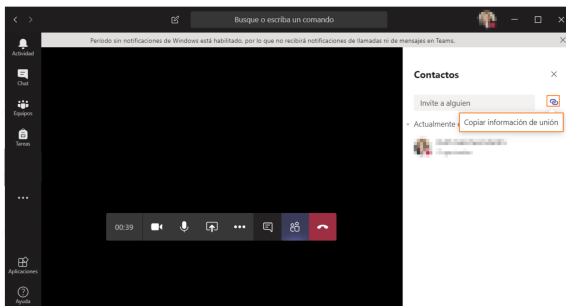 Busque o escriba un comando
Período sin notificaciones de Windows está habilitado, por lo que no recibirá notificaciones de llamadas ni de mensajes en Teams.
Actividad
Chat
Equipos
Tareas
Aplicaciones
Ayuda
00:39
Contactos
Invite a alguien
Actualmente
Copiar información de unión